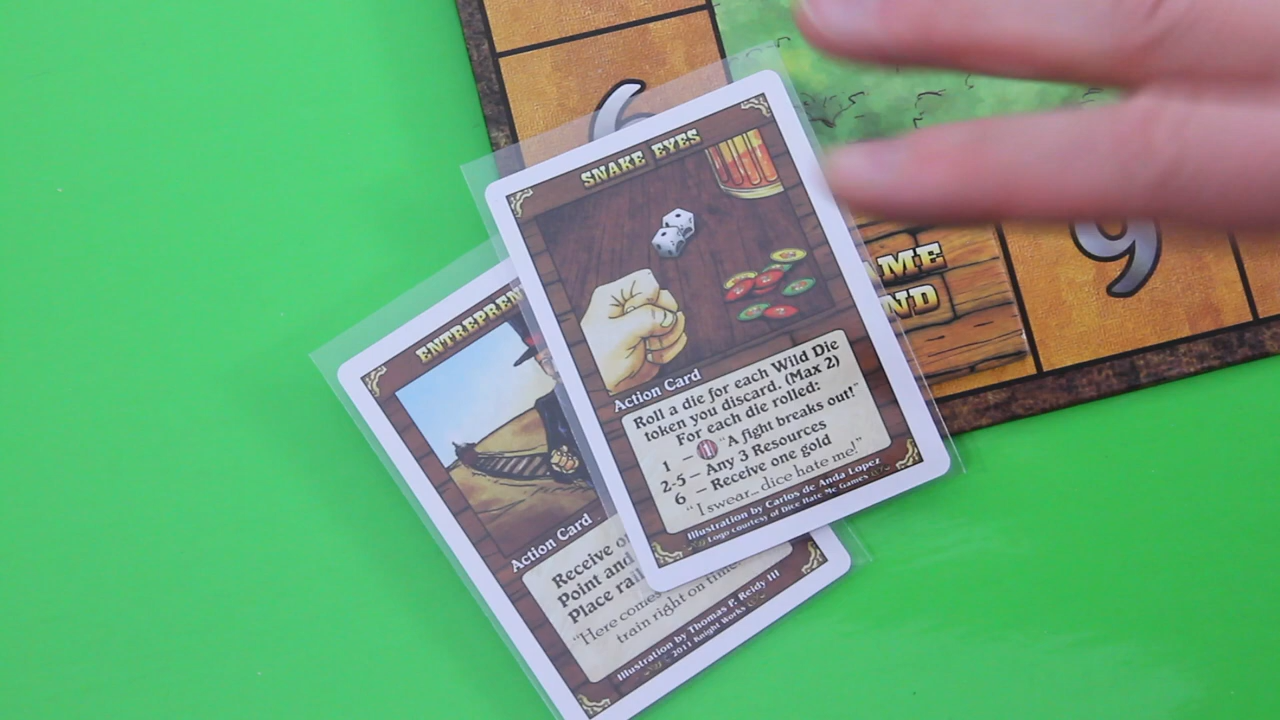 6
SNAKE EYES
Action Card
Roll a die for each Wild Die
token you discard. (Max 2)
For each die rolled:
1 – "A fight breaks out!"
2-5 – Any 3 Resources
6 – Receive one gold
"I swear... dice hate me!"
Illustration by Carlos de Anda Lopez
Logo courtesy of Dice Hate Me Games
Action Card
Receive
Point and
Place
"Here comes
train right on time."
Illustration by Thomas P. Reidy III
2011 Knight Works
9